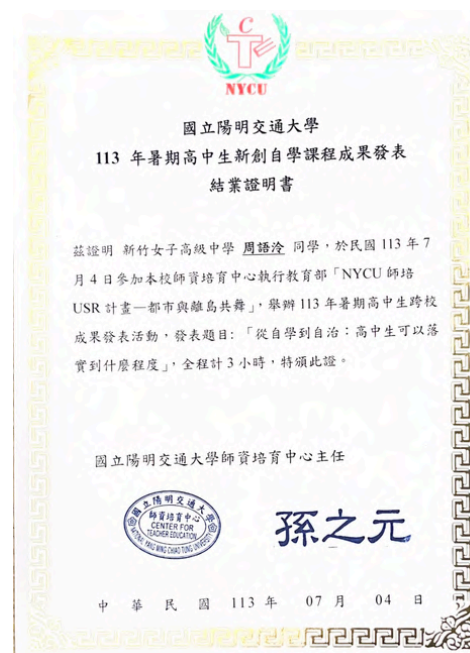 C
T
NYCU
國立陽明交通大學
113 年暑期高中生新創自學課程成果發表
結業證明書
茲證明 新竹女子高級中學 周語泠 同學,於民國 113 年 7
月 4 日參加本校師資培育中心執行教育部「NYCU 師培
USR 計畫—都市與離島共舞」,舉辦 113 年暑期高中生跨校
成果發表活動,發表題目:「從自學到自治:高中生可以落
實到什麼程度」,全程計 3 小時,特頒此證。
國立陽明交通大學師資培育中心主任
國立陽明交通大學
師資培育中心
CENTER FOR
TEACHER EDUCATION
NATIONAL YANG MING CHIAO TUNG UNIVERSITY
孫之元
中 華 民 國 113 年 07 月 04 日